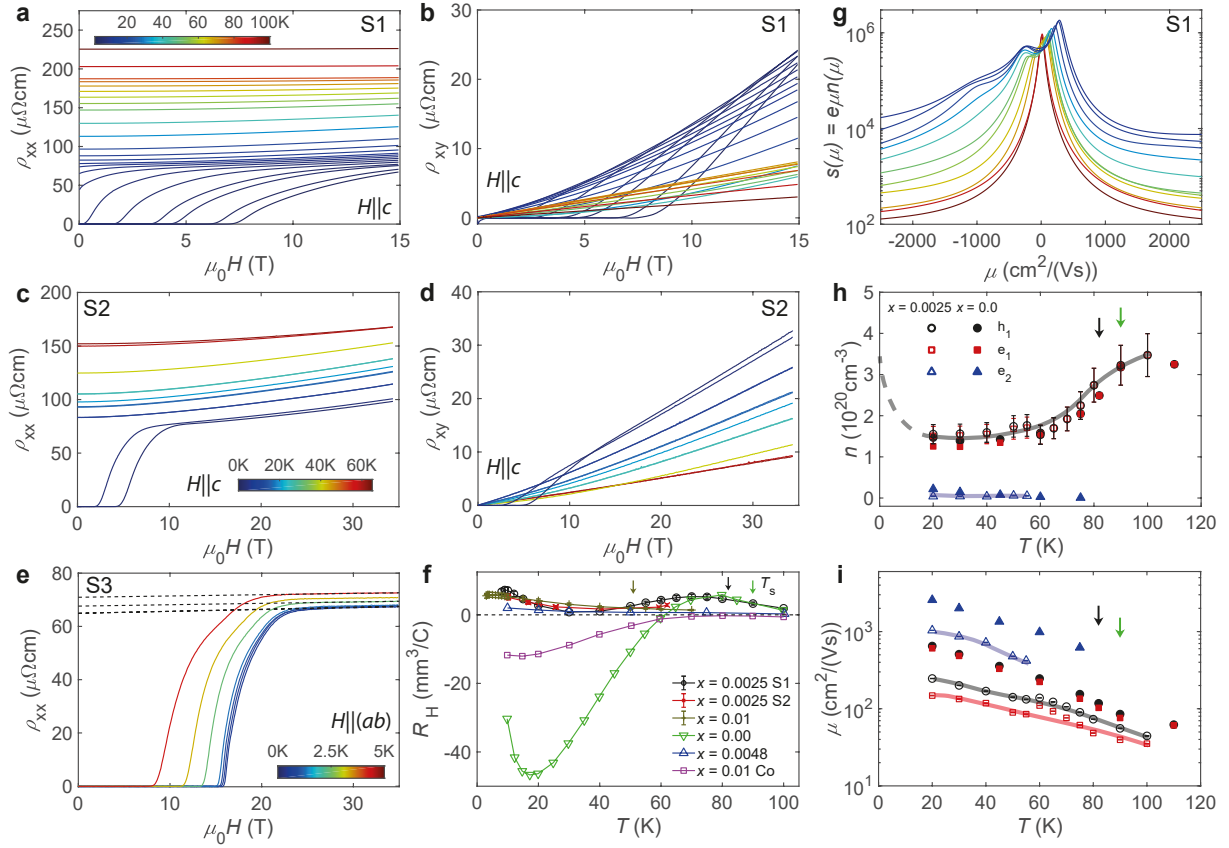 a
S1
20 40 60 80 100K
250
200
150
100
50
0
ρxx (μΩcm)
H||c
0 5 10 15
μ0H (T)
b
S1
30
20
10
0
ρxy (μΩcm)
H||c
0 5 10 15
μ0H (T)
g
S1
10^6
10^4
10^2
s(μ) = eμn(μ)
-2000 -1000 0 1000 2000
μ (cm²/(Vs))
c
S2
200
150
100
50
0
ρxx (μΩcm)
H||c
0K 20K 40K 60K
0 10 20 30
μ0H (T)
d
S2
40
30
20
10
0
ρxy (μΩcm)
H||c
0 10 20 30
μ0H (T)
h
x = 0.0025 x = 0.0
h1
e1
e2
5
4
3
2
1
0
n (10^20cm-3)
0 20 40 60 80 100 120
T (K)
e
S3
80
60
40
20
0
ρxx (μΩcm)
H||(ab)
0K 2.5K 5K
0 10 20 30
μ0H (T)
f
Ts
20
0
-20
-40
RH (mm³/C)
x = 0.0025 S1
x = 0.0025 S2
x = 0.01
x = 0.00
x = 0.0048
x = 0.01 Co
0 20 40 60 80 100
T (K)
i
10^3
10^2
10^1
μ (cm²/(Vs))
0 20 40 60 80 100 120
T (K)